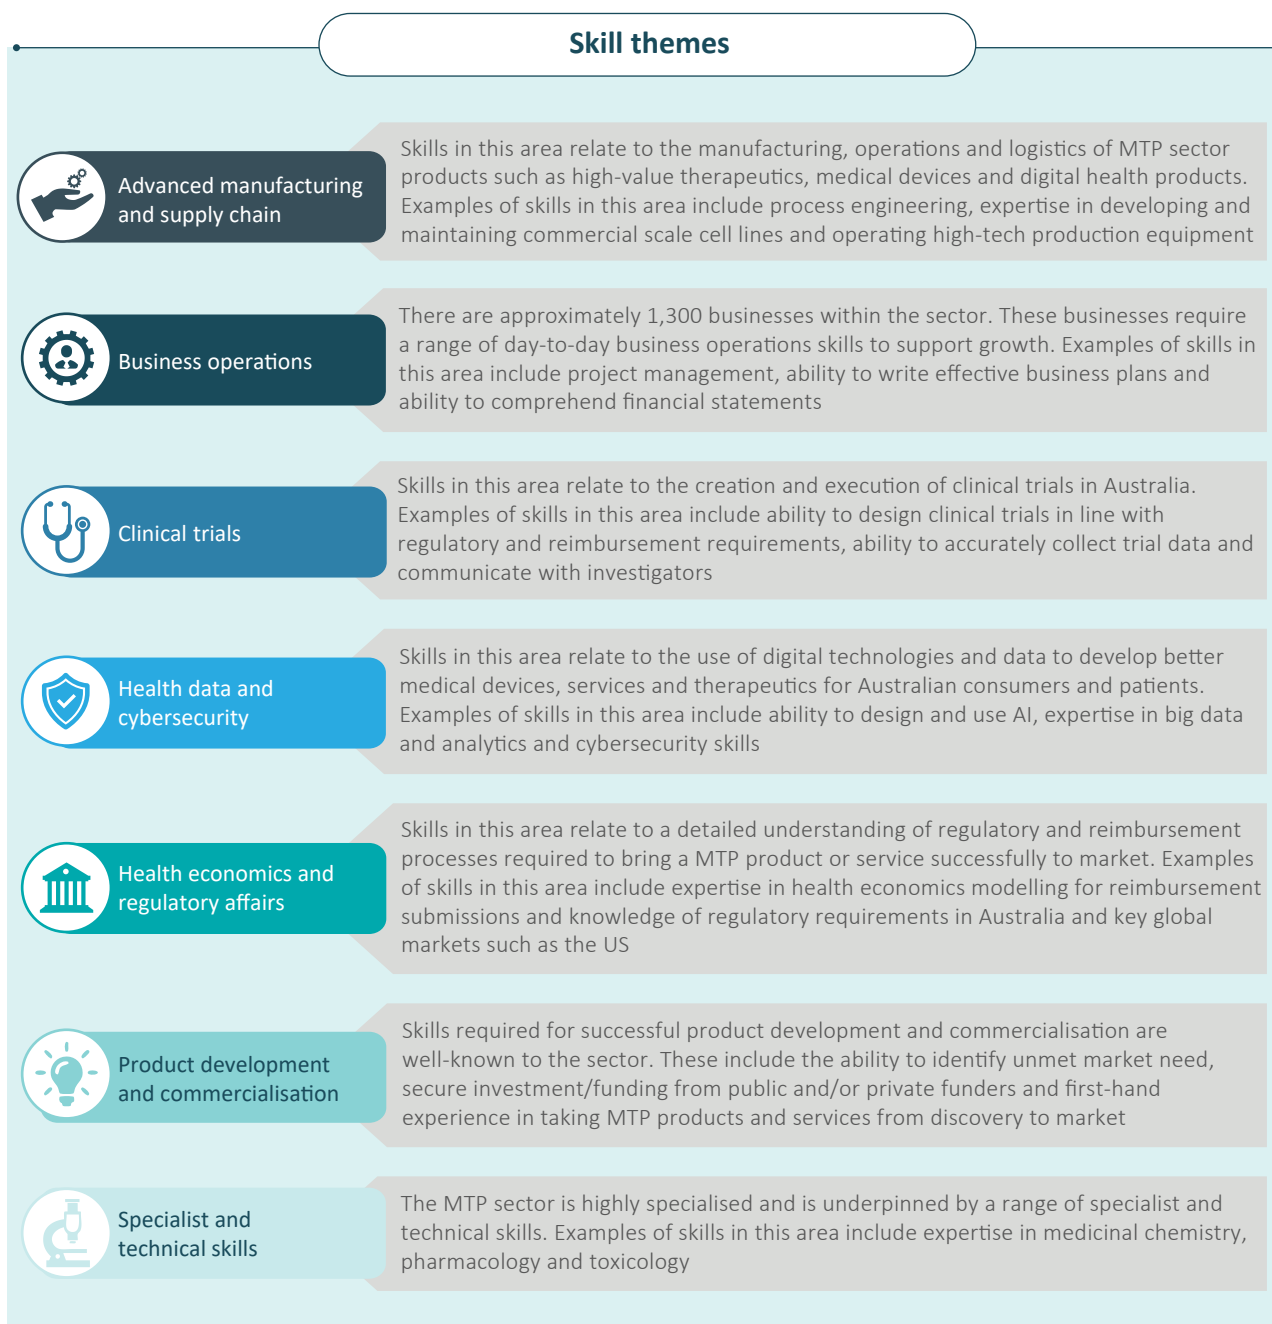 Skill themes
Advanced manufacturing
and supply chain
Skills in this area relate to the manufacturing, operations and logistics of MTP sector
products such as high-value therapeutics, medical devices and digital health products.
Examples of skills in this area include process engineering, expertise in developing and
maintaining commercial scale cell lines and operating high-tech production equipment
Business operations
There are approximately 1,300 businesses within the sector. These businesses require
a range of day-to-day business operations skills to support growth. Examples of skills in
this area include project management, ability to write effective business plans and
ability to comprehend financial statements
Clinical trials
Skills in this area relate to the creation and execution of clinical trials in Australia.
Examples of skills in this area include ability to design clinical trials in line with
regulatory and reimbursement requirements, ability to accurately collect trial data and
communicate with investigators
Health data and
cybersecurity
Skills in this area relate to the use of digital technologies and data to develop better
medical devices, services and therapeutics for Australian consumers and patients.
Examples of skills in this area include ability to design and use AI, expertise in big data
and analytics and cybersecurity skills
Health economics and
regulatory affairs
Skills in this area relate to a detailed understanding of regulatory and reimbursement
processes required to bring a MTP product or service successfully to market. Examples
of skills in this area include expertise in health economics modelling for reimbursement
submissions and knowledge of regulatory requirements in Australia and key global
markets such as the US
Product development
and commercialisation
Skills required for successful product development and commercialisation are
well-known to the sector. These include the ability to identify unmet market need,
secure investment/funding from public and/or private funders and first-hand
experience in taking MTP products and services from discovery to market
Specialist and
technical skills
The MTP sector is highly specialised and is underpinned by a range of specialist and
technical skills. Examples of skills in this area include expertise in medicinal chemistry,
pharmacology and toxicology